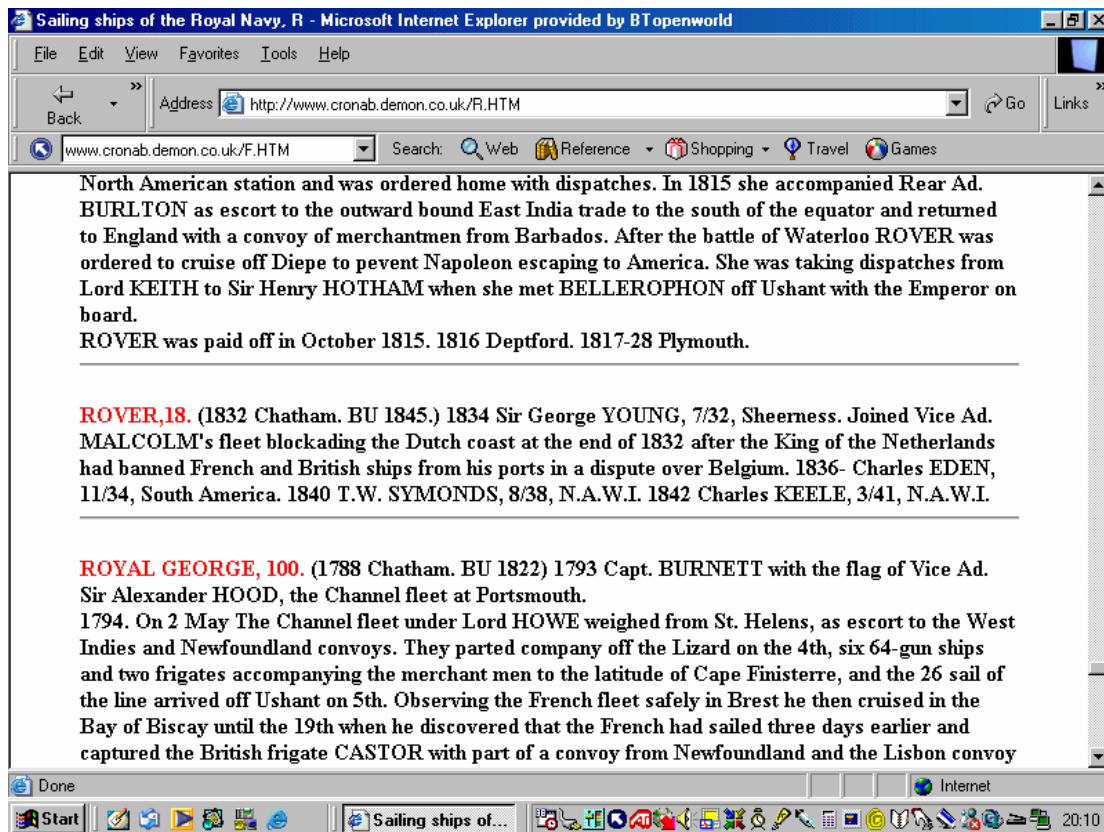 Sailing ships of the Royal Navy, R - Microsoft Internet Explorer provided by BTopenworld
File Edit View Favorites Tools Help
Back » Address http://www.cronab.demon.co.uk/R.HTM Go Links »
www.cronab.demon.co.uk/F.HTM Search: Web Reference Shopping Travel Games
North American station and was ordered home with dispatches. In 1815 she accompanied Rear Ad.
BURLTON as escort to the outward bound East India trade to the south of the equator and returned
to England with a convoy of merchantmen from Barbados. After the battle of Waterloo ROVER was
ordered to cruise off Diepe to pevent Napoleon escaping to America. She was taking dispatches from
Lord KEITH to Sir Henry HOTHAM when she met BELLEROPHON off Ushant with the Emperor on
board.
ROVER was paid off in October 1815. 1816 Deptford. 1817-28 Plymouth.
ROVER,18. (1832 Chatham. BU 1845.) 1834 Sir George YOUNG, 7/32, Sheerness. Joined Vice Ad.
MALCOLM's fleet blockading the Dutch coast at the end of 1832 after the King of the Netherlands
had banned French and British ships from his ports in a dispute over Belgium. 1836- Charles EDEN,
11/34, South America. 1840 T.W. SYMONDS, 8/38, N.A.W.I. 1842 Charles KEELE, 3/41, N.A.W.I.
ROYAL GEORGE, 100. (1788 Chatham. BU 1822) 1793 Capt. BURNETT with the flag of Vice Ad.
Sir Alexander HOOD, the Channel fleet at Portsmouth.
1794. On 2 May The Channel fleet under Lord HOWE weighed from St. Helens, as escort to the West
Indies and Newfoundland convoys. They parted company off the Lizard on the 4th, six 64-gun ships
and two frigates accompanying the merchant men to the latitude of Cape Finisterre, and the 26 sail of
the line arrived off Ushant on 5th. Observing the French fleet safely in Brest he then cruised in the
Bay of Biscay until the 19th when he discovered that the French had sailed three days earlier and
captured the British frigate CASTOR with part of a convoy from Newfoundland and the Lisbon convoy
Done Internet
Start Sailing ships of... 20:10